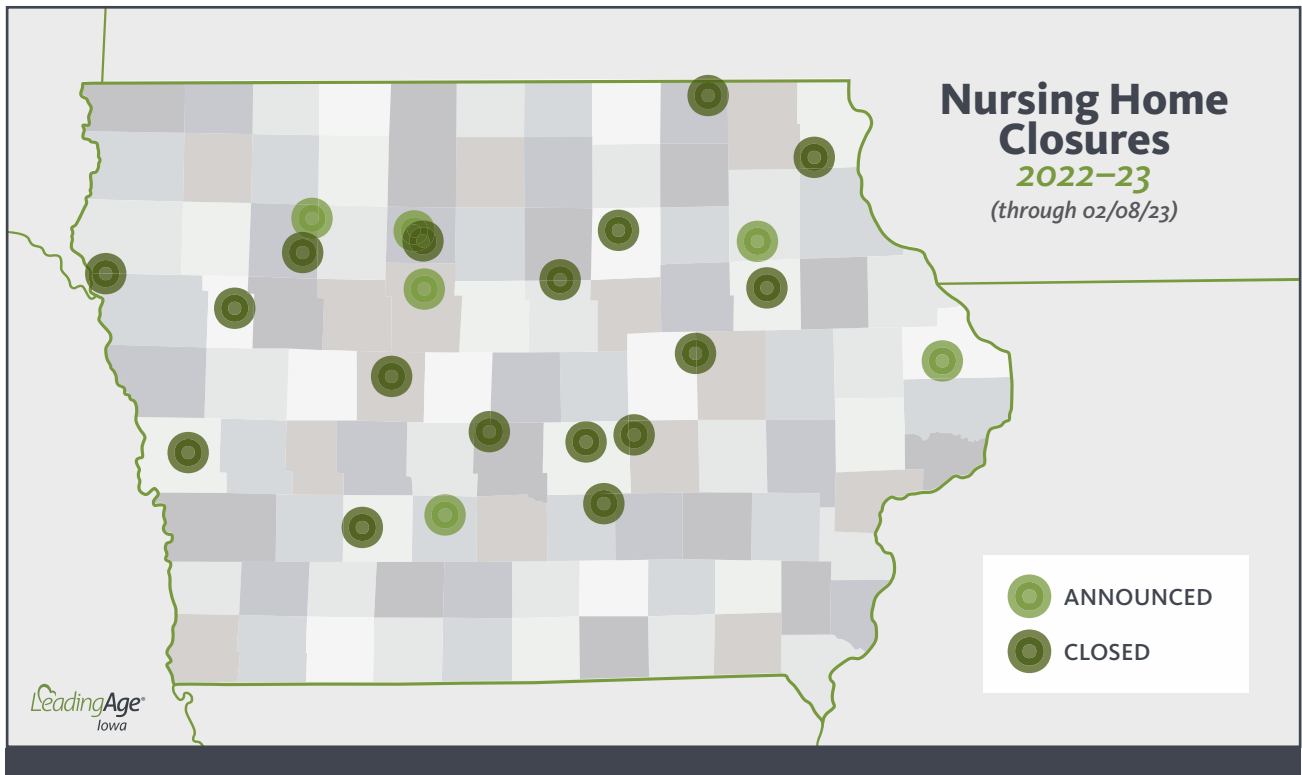 Nursing Home
Closures
2022–23
(through 02/08/23)
ANNOUNCED
CLOSED
LeadingAge®
Iowa